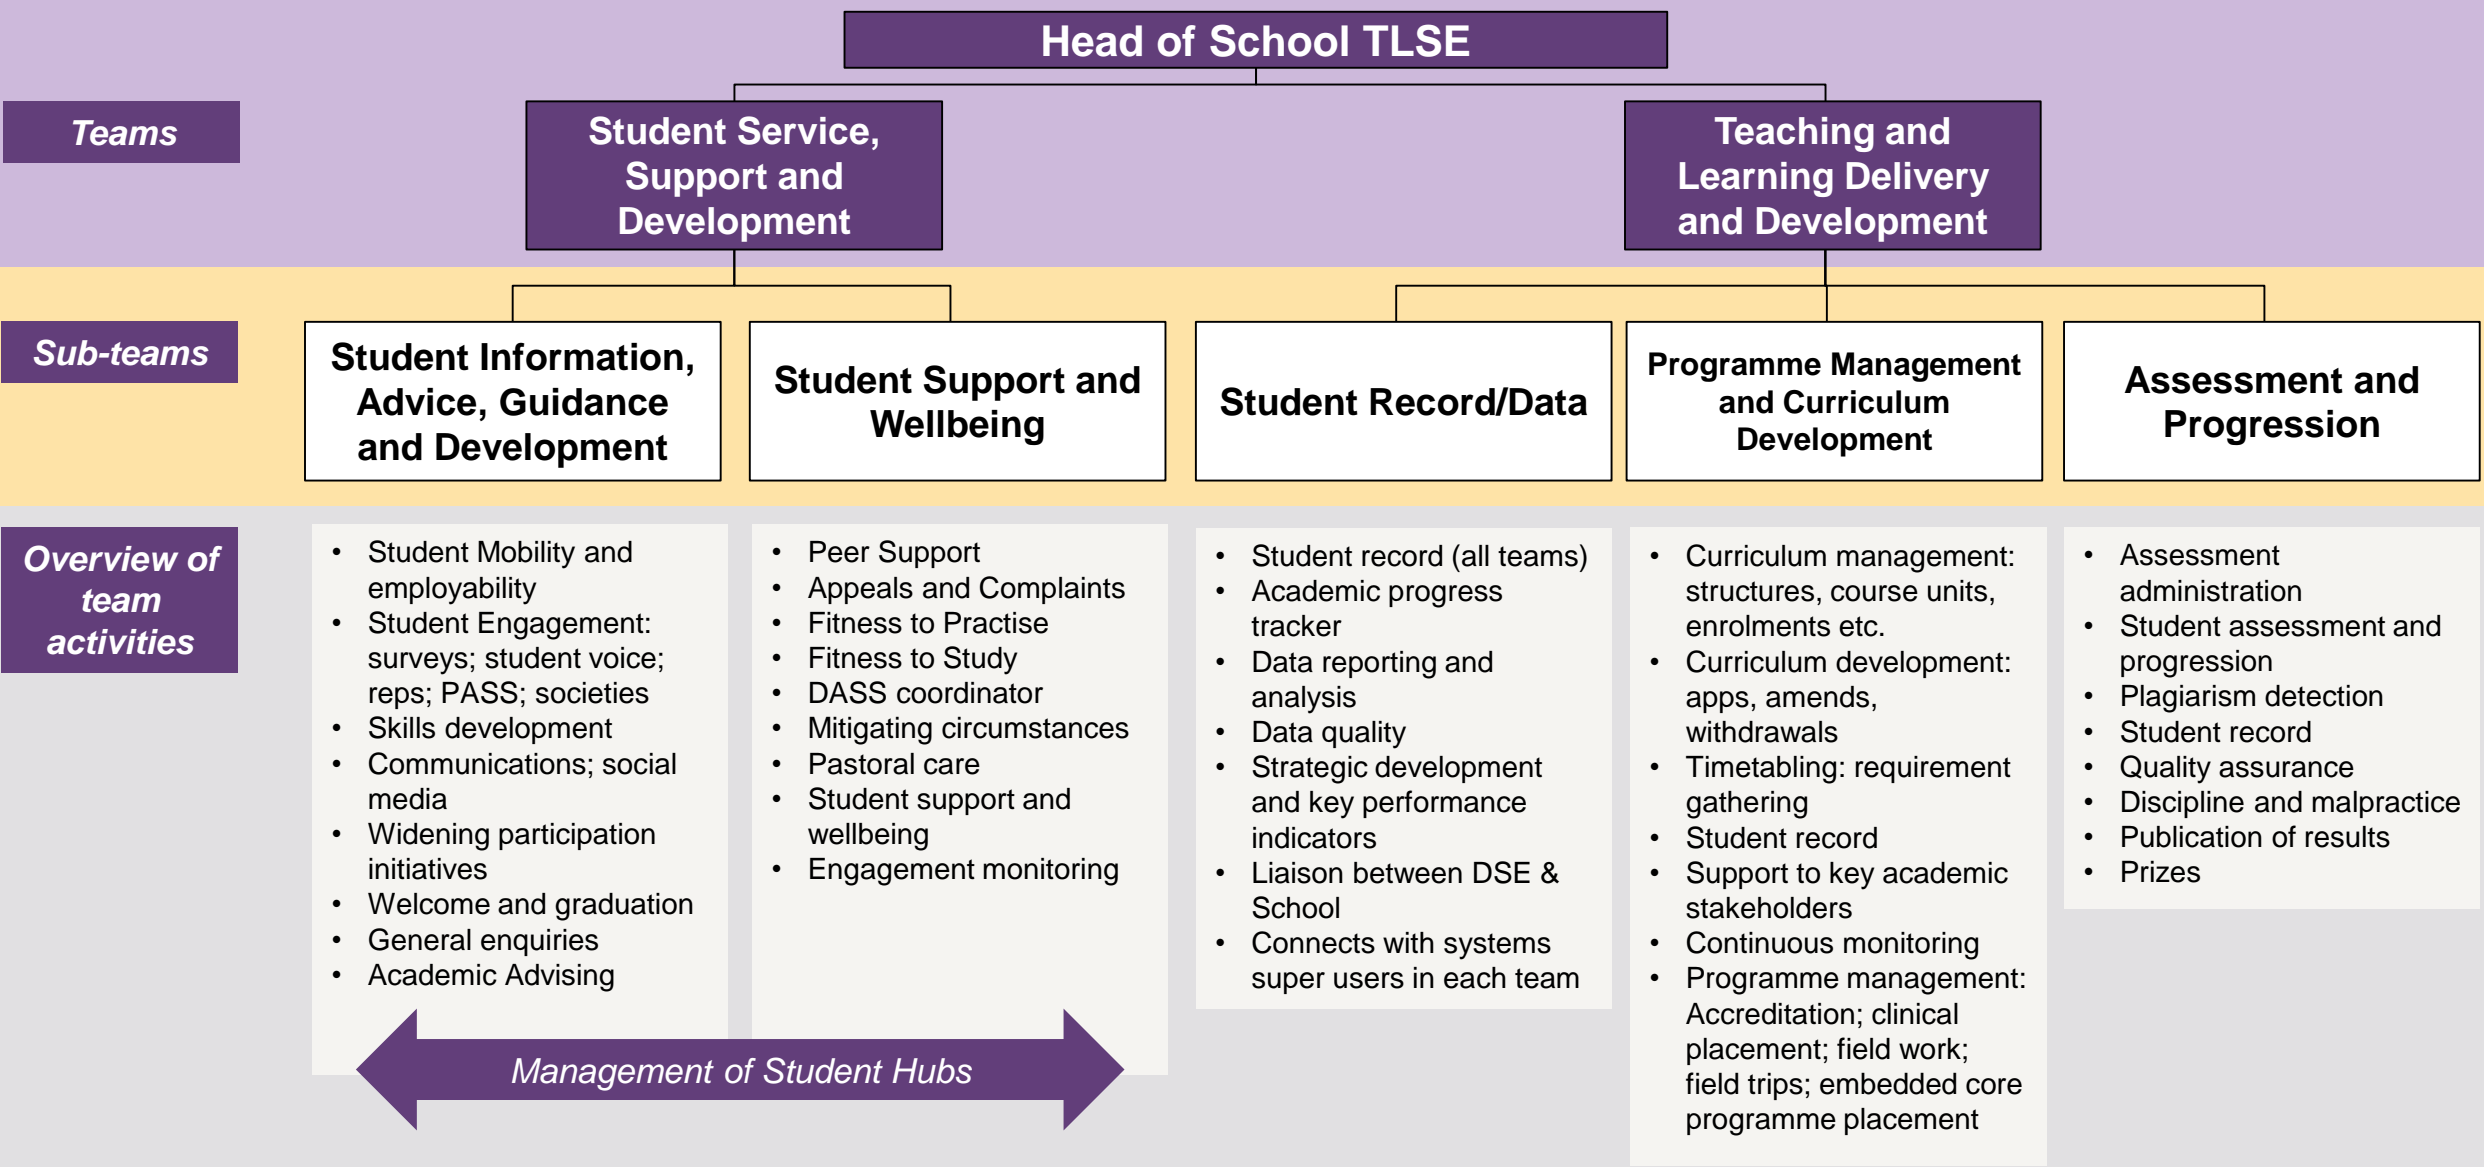 Head of School TLSE
Teams
Student Service,
Support and
Development
Teaching and
Learning Delivery
and Development
Sub-teams
Student Information,
Advice, Guidance
and Development
Student Support and
Wellbeing
Student Record/Data
Programme Management
and Curriculum
Development
Assessment and
Progression
Overview of
team
activities
• Student Mobility and
employability
• Student Engagement:
surveys; student voice;
reps; PASS; societies
• Skills development
• Communications; social
media
• Widening participation
initiatives
• Welcome and graduation
• General enquiries
• Academic Advising
• Peer Support
• Appeals and Complaints
• Fitness to Practise
• Fitness to Study
• DASS coordinator
• Mitigating circumstances
• Pastoral care
• Student support and
wellbeing
• Engagement monitoring
Management of Student Hubs
• Student record (all teams)
• Academic progress
tracker
• Data reporting and
analysis
• Data quality
• Strategic development
and key performance
indicators
• Liaison between DSE &
School
• Connects with systems
super users in each team
• Curriculum management:
structures, course units,
enrolments etc.
• Curriculum development:
apps, amends,
withdrawals
• Timetabling: requirement
gathering
• Student record
• Support to key academic
stakeholders
• Continuous monitoring
• Programme management:
Accreditation; clinical
placement; field work;
field trips; embedded core
programme placement
• Assessment
administration
• Student assessment and
progression
• Plagiarism detection
• Student record
• Quality assurance
• Discipline and malpractice
• Publication of results
• Prizes